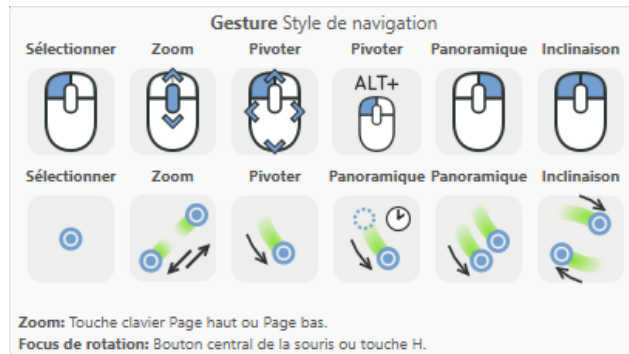 Gesture Style de navigation
Sélectionner Zoom Pivoter Pivoter Panoramique Inclinaison
ALT+
Sélectionner Zoom Pivoter Panoramique Panoramique Inclinaison
Zoom: Touche clavier Page haut ou Page bas.
Focus de rotation: Bouton central de la souris ou touche H.